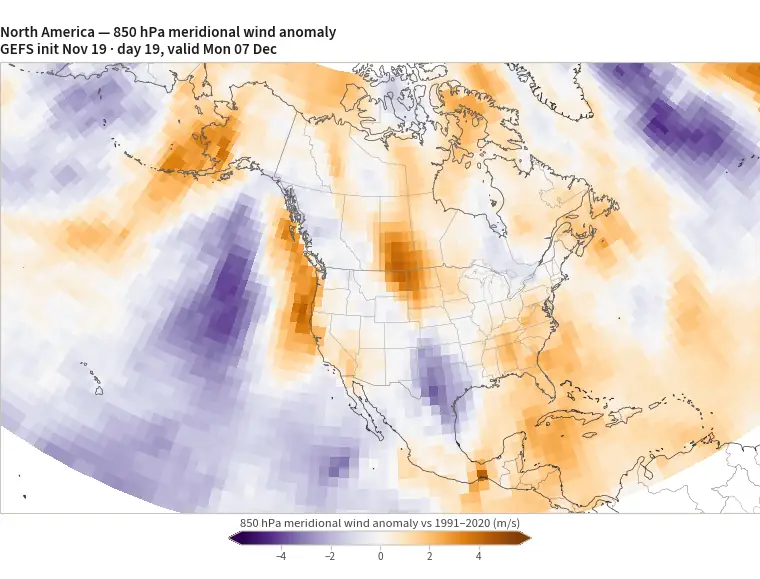 North America — 850 hPa meridional wind anomaly
GEFS init Nov 19 · day 19, valid Mon 07 Dec
850 hPa meridional wind anomaly vs 1991–2020 (m/s)
−4 −2 0 2 4